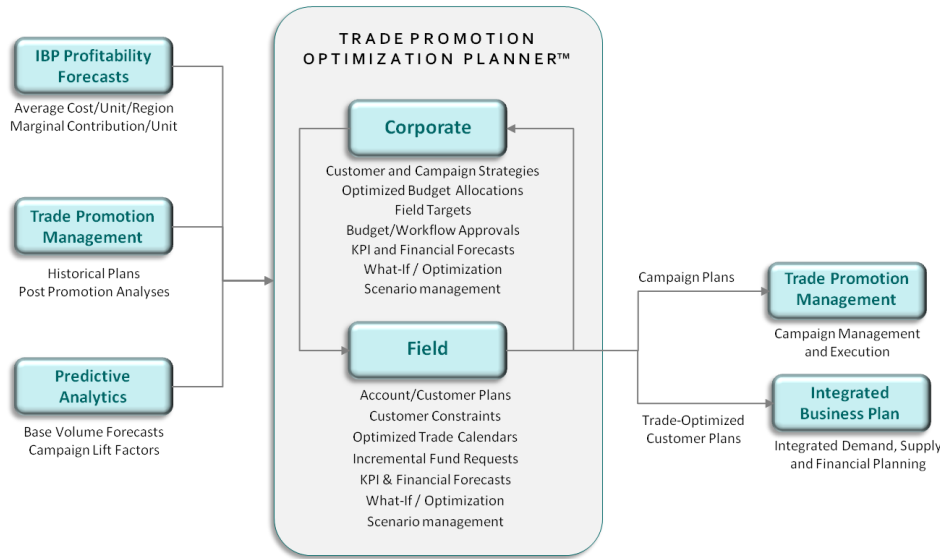 IBP Profitability
Forecasts
Average Cost/Unit/Region
Marginal Contribution/Unit
Trade Promotion
Management
Historical Plans
Post Promotion Analyses
Predictive
Analytics
Base Volume Forecasts
Campaign Lift Factors
TRADE PROMOTION
OPTIMIZATION PLANNER™
Corporate
Customer and Campaign Strategies
Optimized Budget Allocations
Field Targets
Budget/Workflow Approvals
KPI and Financial Forecasts
What-If / Optimization
Scenario management
Field
Account/Customer Plans
Customer Constraints
Optimized Trade Calendars
Incremental Fund Requests
KPI & Financial Forecasts
What-If / Optimization
Scenario management
Campaign Plans
Trade Promotion
Management
Campaign Management
and Execution
Trade-Optimized
Customer Plans
Integrated
Business Plan
Integrated Demand, Supply
and Financial Planning